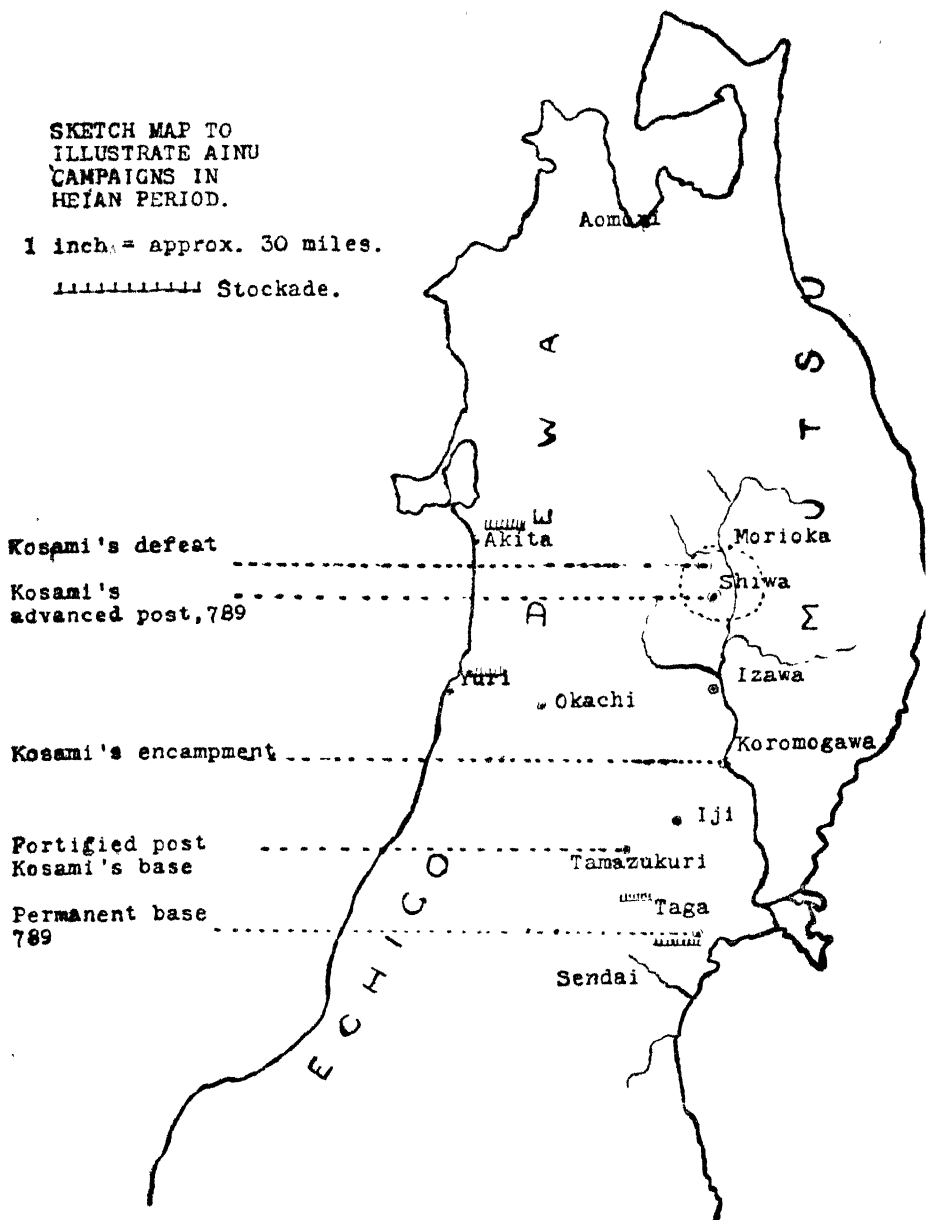 SKETCH MAP TO
ILLUSTRATE AINU
CAMPAIGNS IN
HEIAN PERIOD.
1 inch = approx. 30 miles.
Stockade.
Aomori
DEWA
MUTSU
Akita
Morioka
Kosami's defeat
Shiwa
Kosami's
advanced post, 789
Yuri
Izawa
Okachi
Koromogawa
Kosami's encampment
Iji
Fortified post
Kosami's base
Tamazukuri
ECHIGO
Taga
Permanent base
789
Sendai